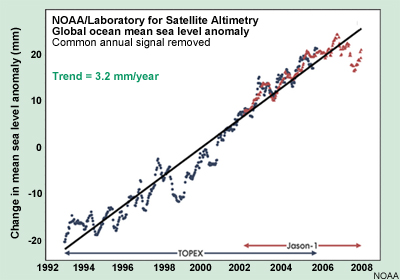 NOAA/Laboratory for Satellite Altimetry
Global ocean mean sea level anomaly
Common annual signal removed
Trend = 3.2 mm/year
Change in mean sea level anomaly (mm)
20
10
0
-10
-20
TOPEX
Jason-1
1992 1994 1996 1998 2000 2002 2004 2006 2008
NOAA